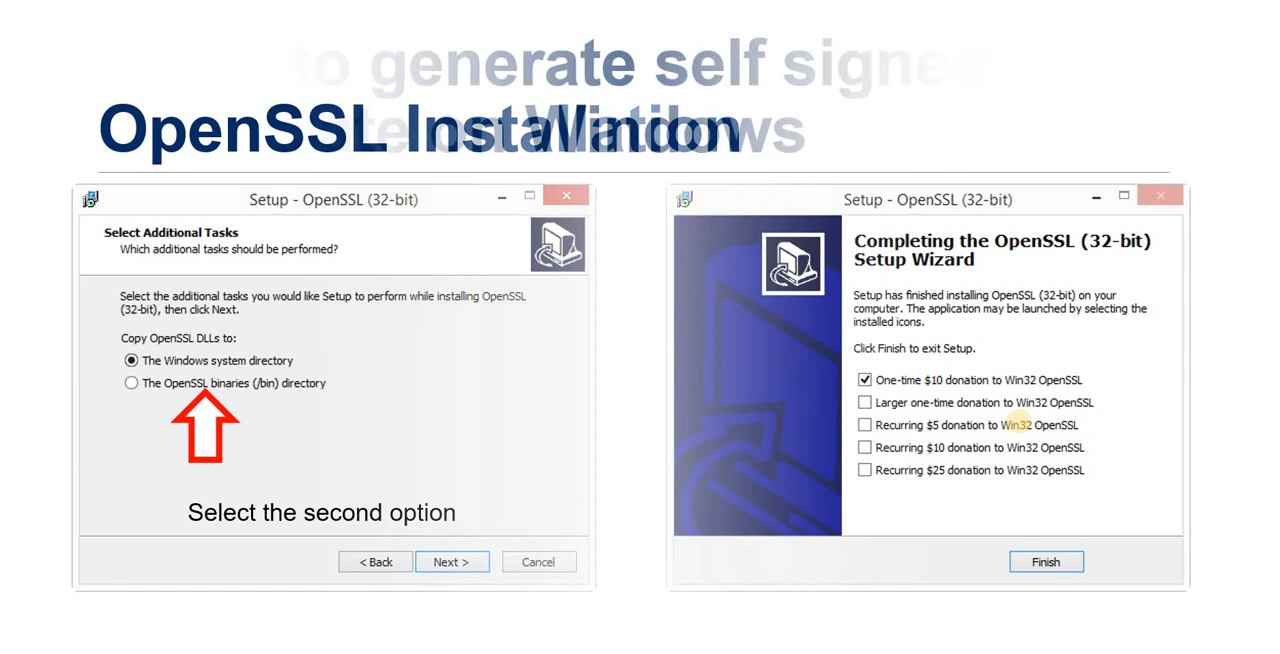 to generate self signed
OpenSSL Installation
on Windows
Setup - OpenSSL (32-bit)
Select Additional Tasks
Which additional tasks should be performed?
Select the additional tasks you would like Setup to perform while installing OpenSSL
(32-bit), then click Next.
Copy OpenSSL DLLs to:
The Windows system directory
The OpenSSL binaries (/bin) directory
Select the second option
< Back
Next >
Cancel
Setup - OpenSSL (32-bit)
Completing the OpenSSL (32-bit)
Setup Wizard
Setup has finished installing OpenSSL (32-bit) on your
computer. The application may be launched by selecting the
installed icons.
Click Finish to exit Setup.
One-time $10 donation to Win32 OpenSSL
Larger one-time donation to Win32 OpenSSL
Recurring $5 donation to Win32 OpenSSL
Recurring $10 donation to Win32 OpenSSL
Recurring $25 donation to Win32 OpenSSL
Finish